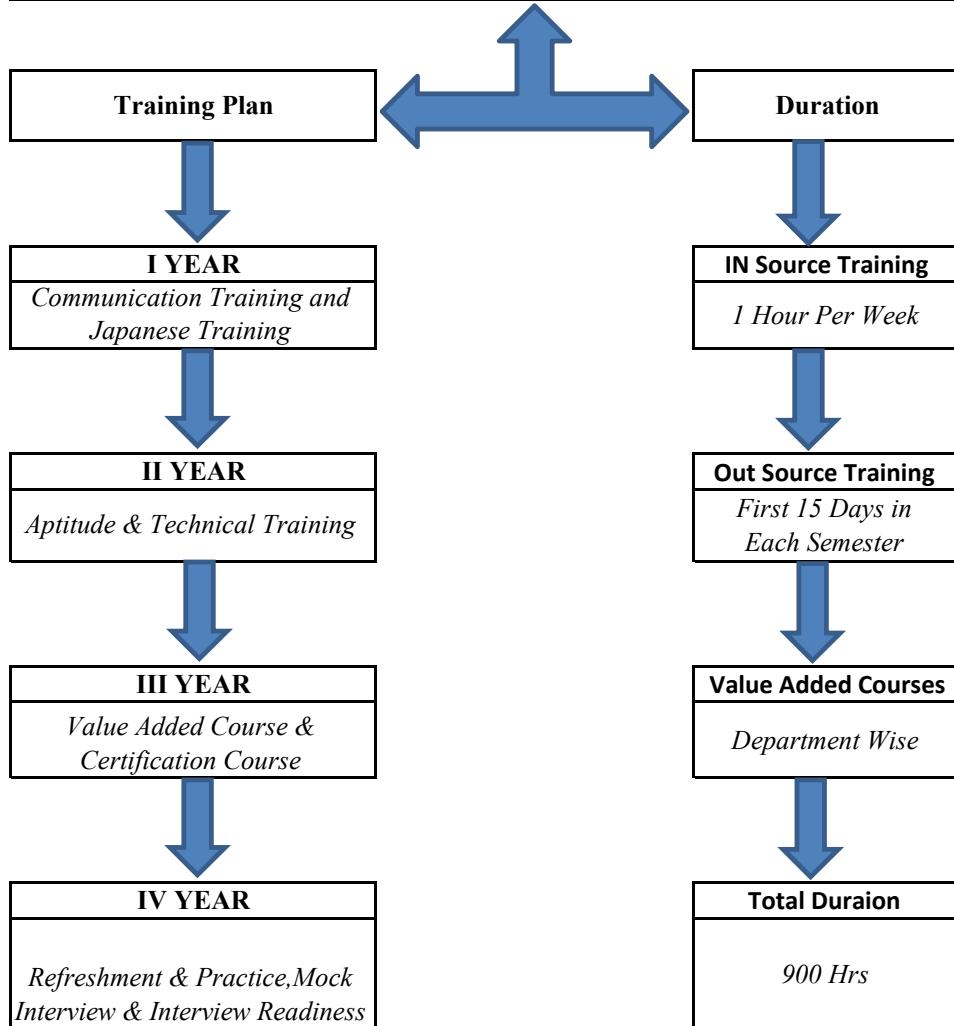 Training Plan
Duration
I YEAR
Communication Training and
Japanese Training
IN Source Training
1 Hour Per Week
II YEAR
Aptitude & Technical Training
Out Source Training
First 15 Days in
Each Semester
III YEAR
Value Added Course &
Certification Course
Value Added Courses
Department Wise
IV YEAR
Refreshment & Practice,Mock
Interview & Interview Readiness
Total Duraion
900 Hrs